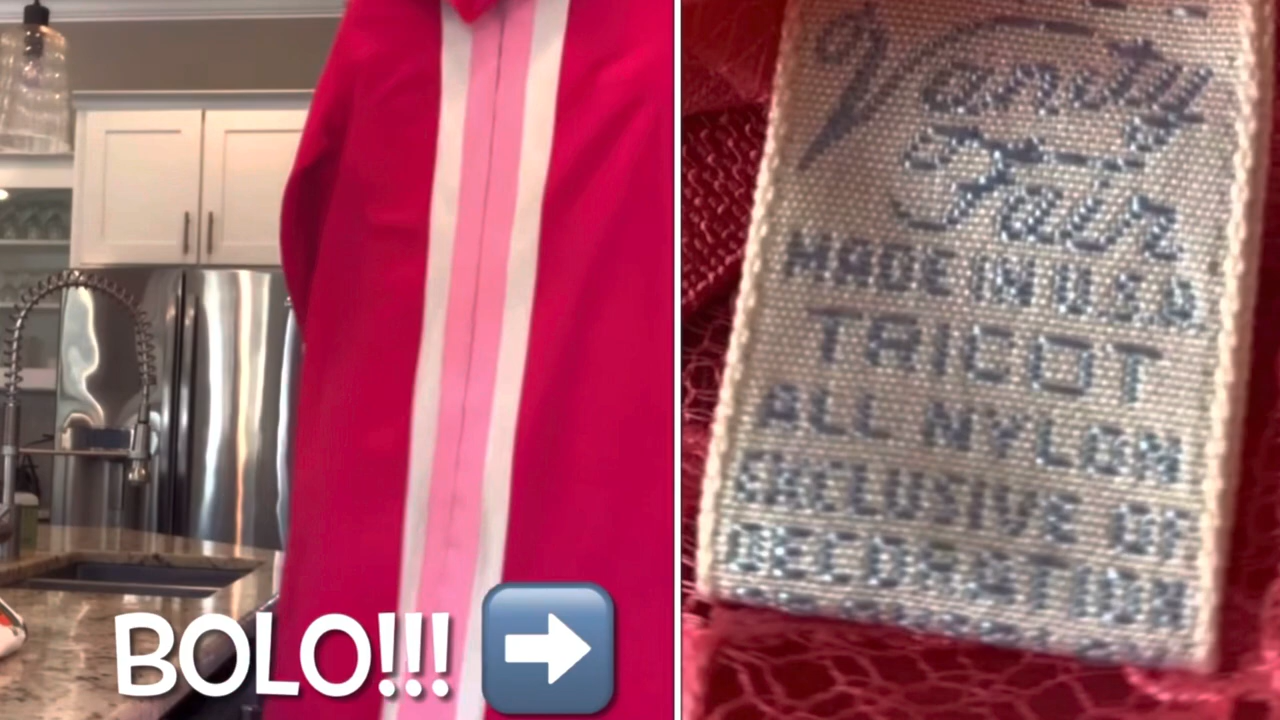 BOLO!!!
Vanity
Fair
MADE IN U.S.A
TRICOT
ALL NYLON
EXCLUSIVE OF
DECORATION